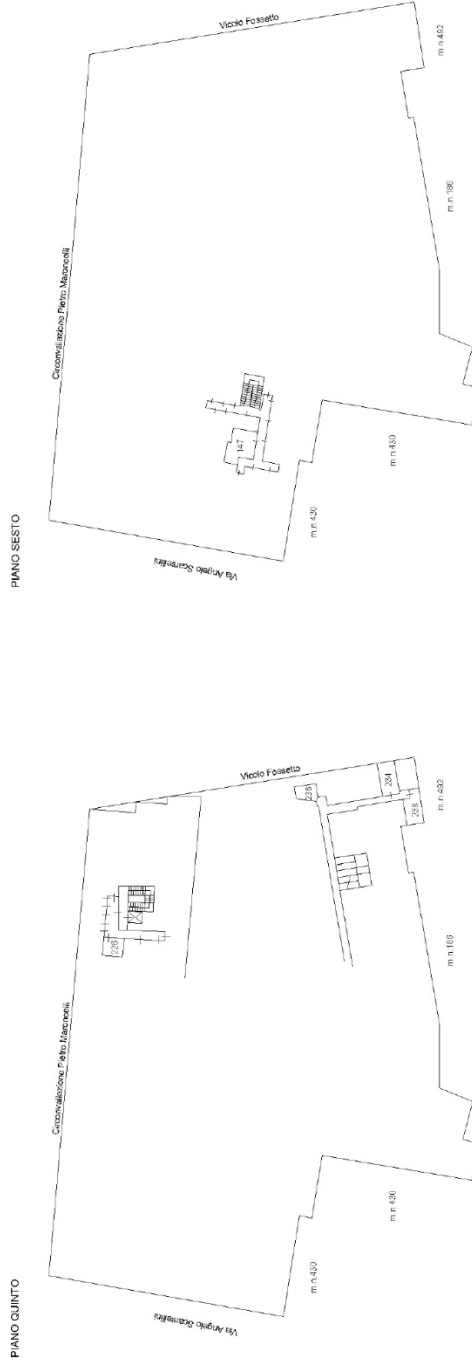 PIANO SESTO
Circonvallazione Pietro Maroncelli
Vicolo Fossetto
Via Angelo Scarsellini
147
m.n.430
m.n.430
m.n.186
m.n.492
PIANO QUINTO
Circonvallazione Pietro Maroncelli
Vicolo Fossetto
Via Angelo Scarsellini
226
236
234
238
m.n.430
m.n.430
m.n.186
m.n.492